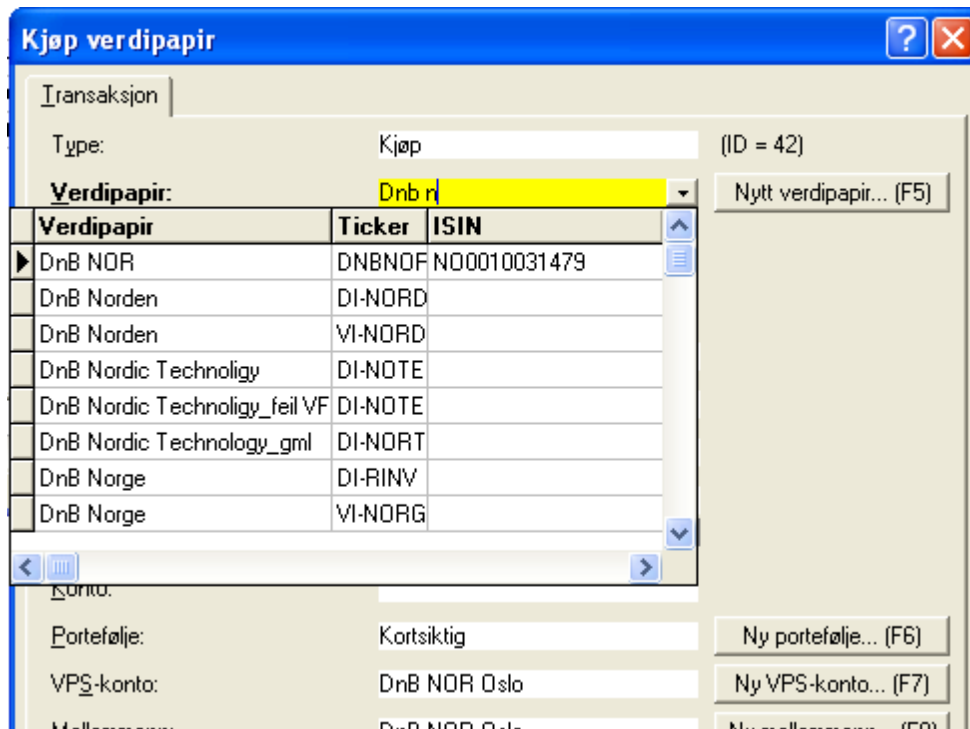 Kjøp verdipapir
Transaksjon
Type: Kjøp (ID = 42)
Verdipapir: Dnb n Nytt verdipapir... (F5)
Verdipapir Ticker ISIN
DnB NOR DNBNOF NO0010031479
DnB Norden DI-NORD
DnB Norden VI-NORD
DnB Nordic Technoligy DI-NOTE
DnB Nordic Technoligy_feil VF DI-NOTE
DnB Nordic Technology_gml DI-NORT
DnB Norge DI-RINV
DnB Norge VI-NORG
Konto:
Portefølje: Kortsiktig Ny portefølje... (F6)
VPS-konto: DnB NOR Oslo Ny VPS-konto... (F7)
DnB NOR Oslo